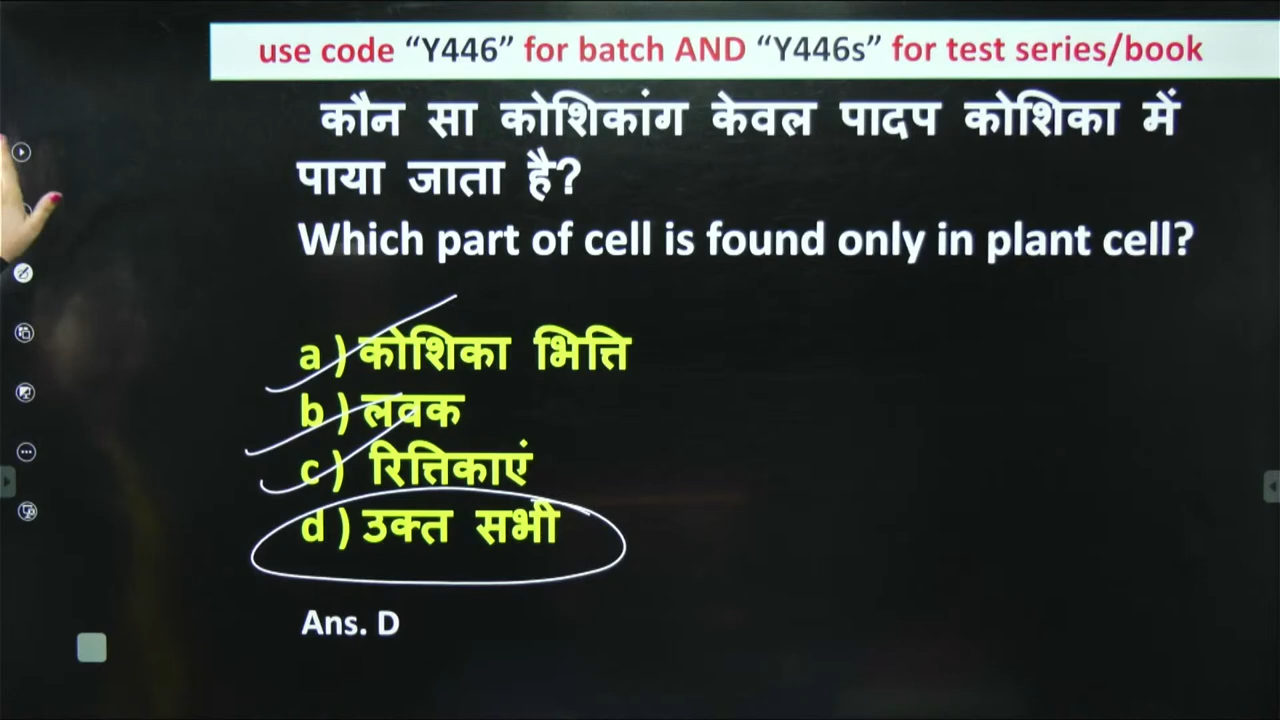 use code “Y446” for batch AND “Y446s” for test series/book
कौन सा कोशिकांग केवल पादप कोशिका में
पाया जाता है?
Which part of cell is found only in plant cell?
a ) कोशिका भित्ति
b ) लवक
c ) रित्तिकाएं
d ) उक्त सभी
Ans. D